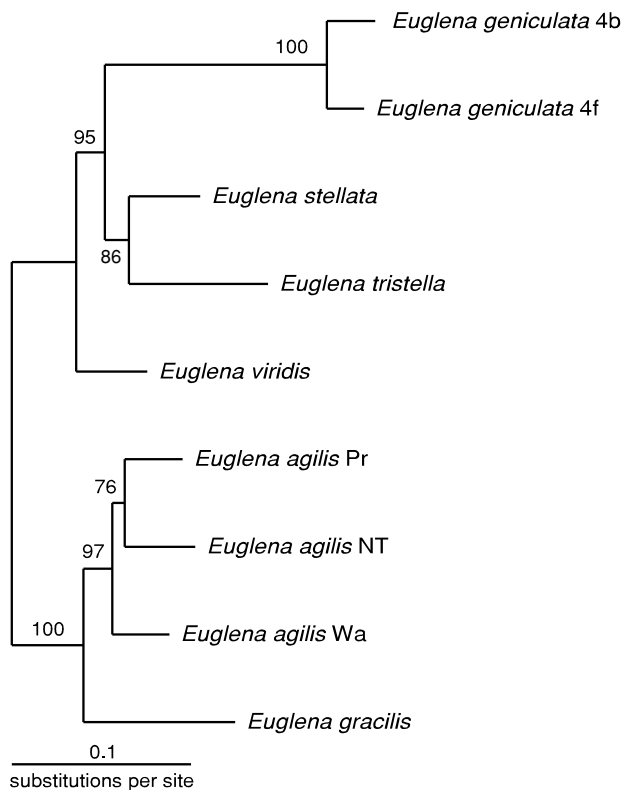 Euglena geniculata 4b
100
Euglena geniculata 4f
95
Euglena stellata
86
Euglena tristella
Euglena viridis
Euglena agilis Pr
76
Euglena agilis NT
97
Euglena agilis Wa
100
Euglena gracilis
0.1
substitutions per site